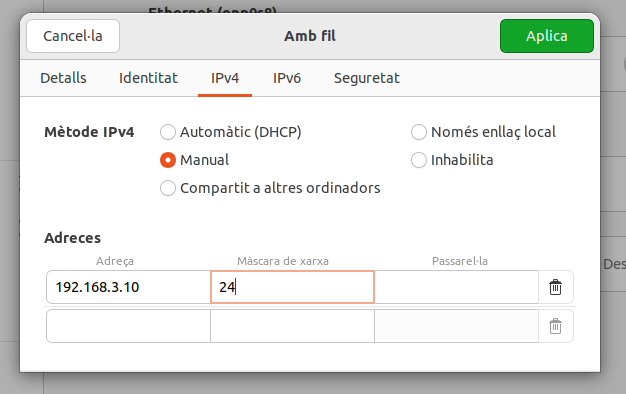 Ethernet (enp0s8)
Cancel·la Amb fil Aplica
Detalls Identitat IPv4 IPv6 Seguretat
Mètode IPv4 Automàtic (DHCP) Només enllaç local
Manual Inhabilita
Compartit a altres ordinadors
Adreces
Adreça Màscara de xarxa Passarel·la
192.168.3.10 24
Des